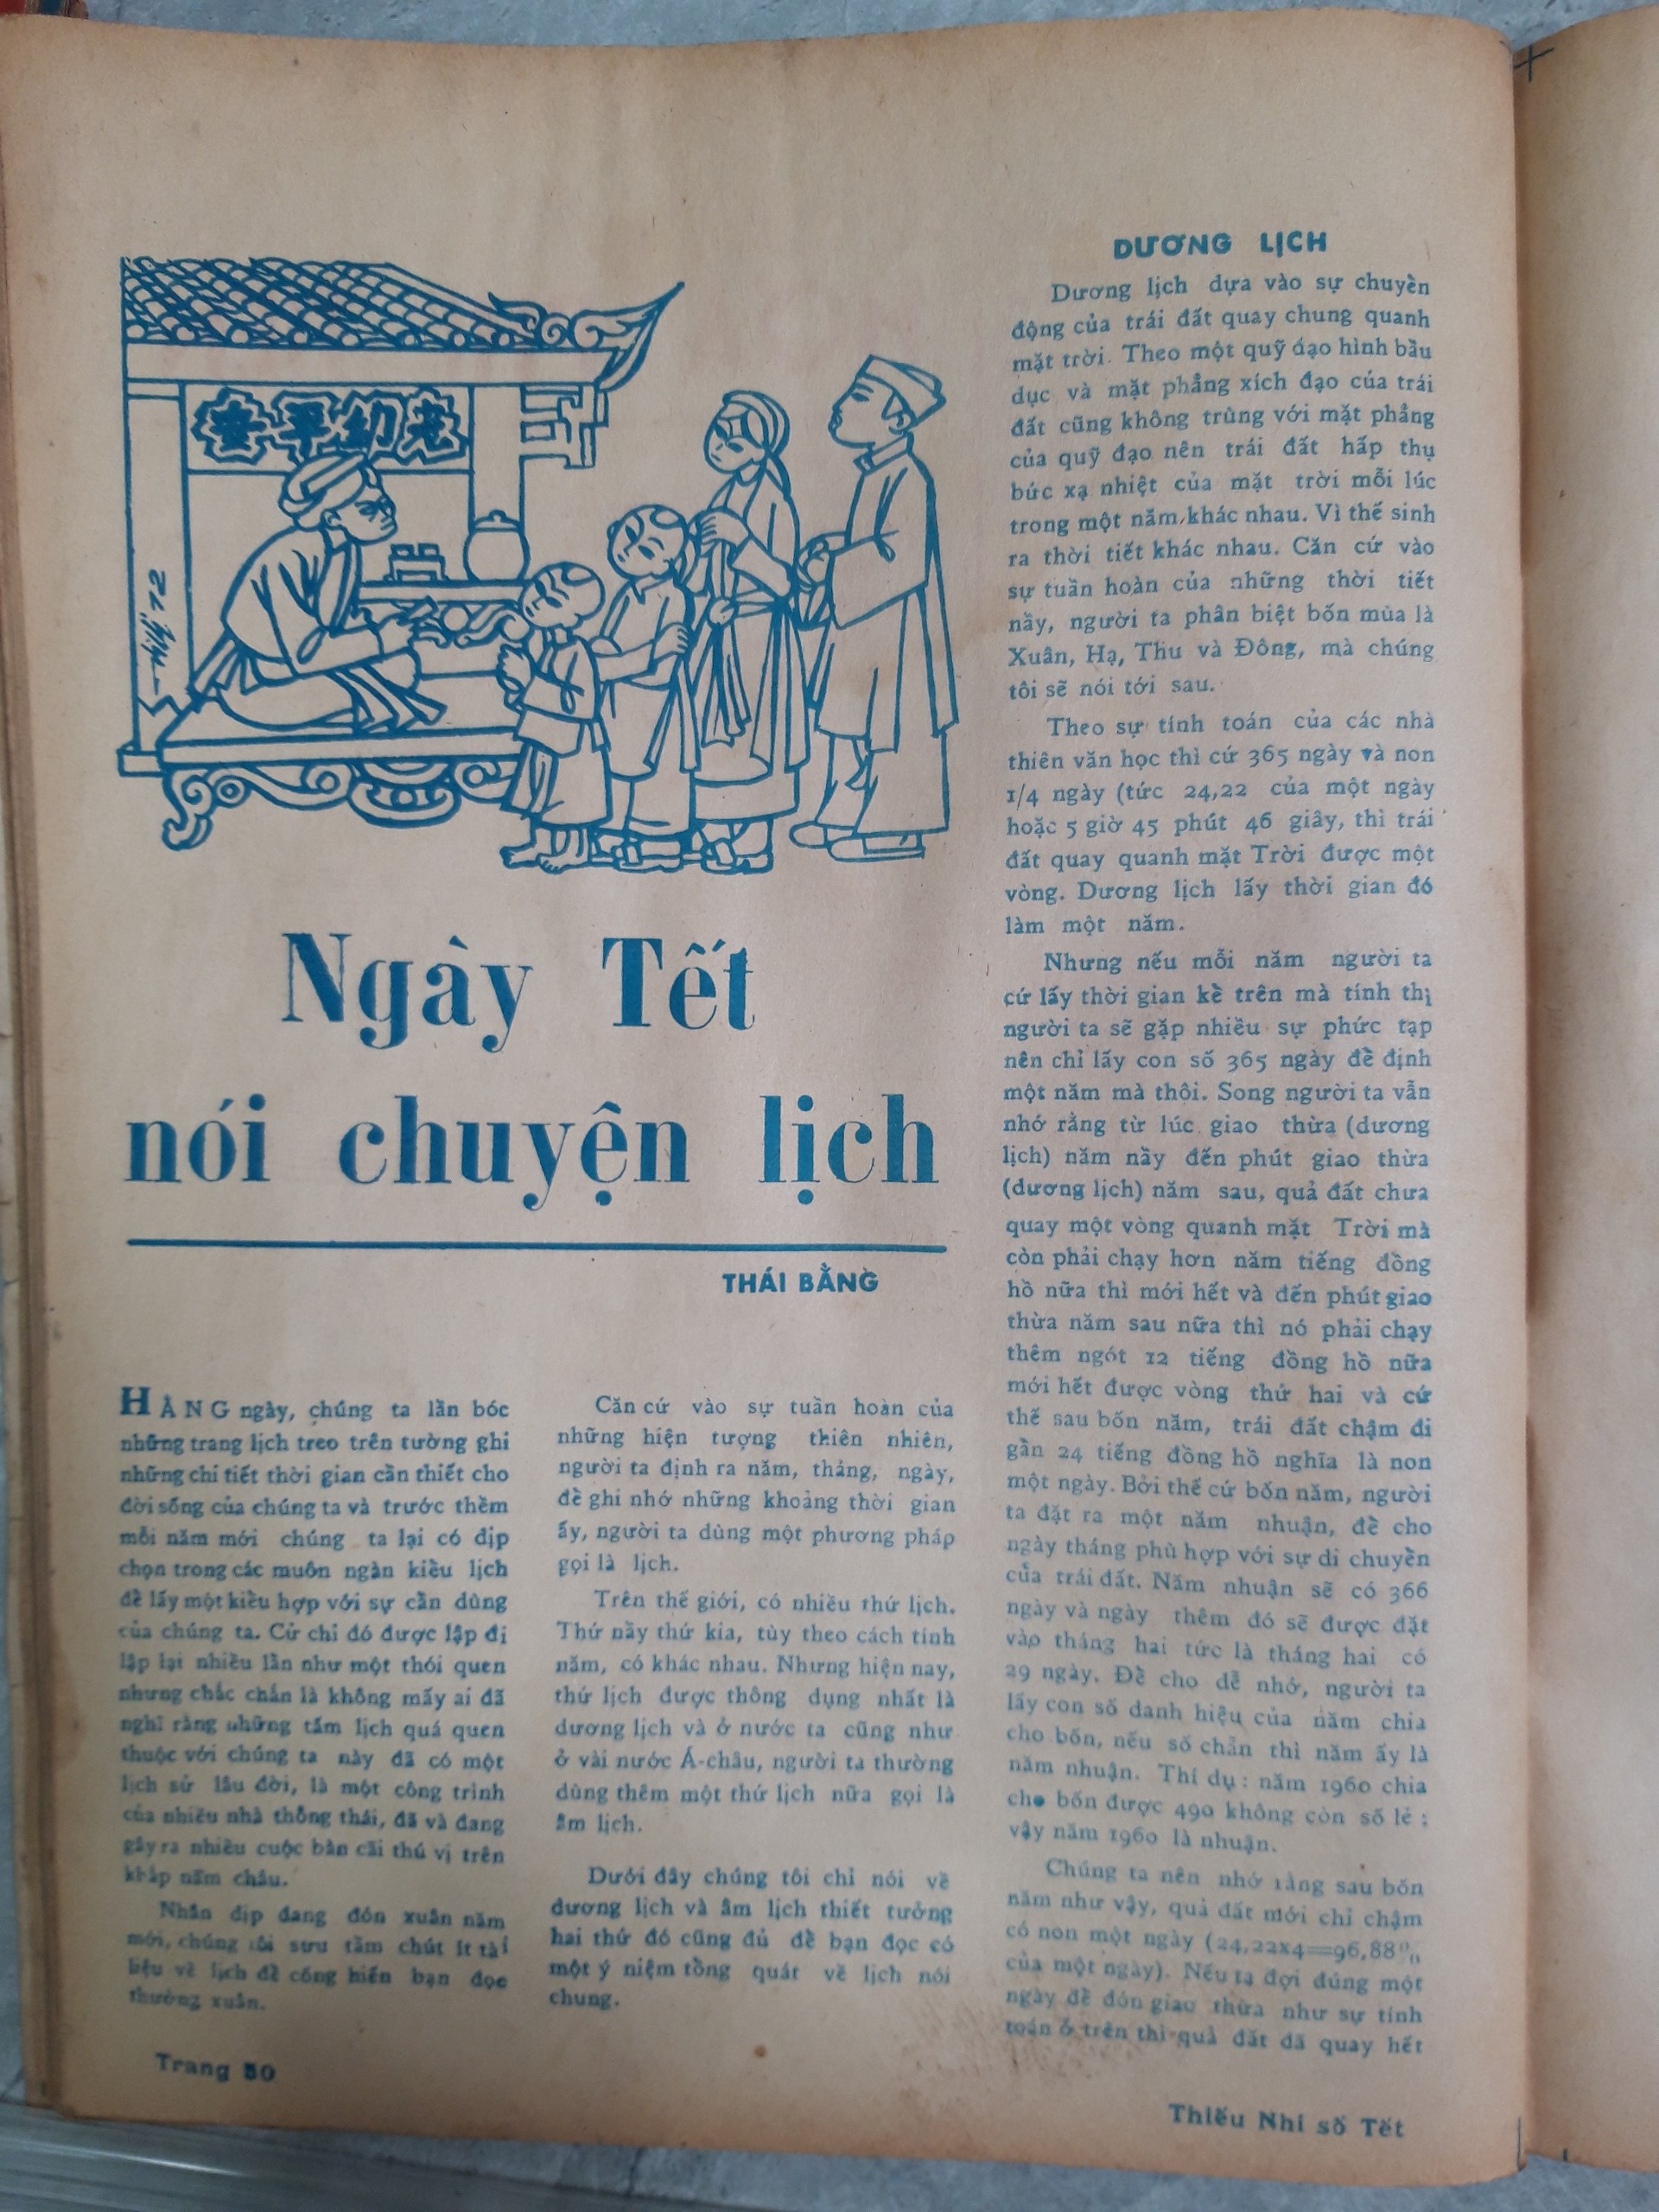 老幼平
Ngày Tết
nói chuyện lịch
THÁI BẰNG
HÀNG ngày, chúng ta lần bóc
những trang lịch treo trên tường ghi
những chi tiết thời gian cần thiết cho
đời sống của chúng ta và trước thềm
mỗi năm mới chúng ta lại có dịp
chọn trong các muôn ngàn kiểu lịch
để lấy một kiểu hợp với sự cần dùng
của chúng ta. Cử chỉ đó được lập đi
lập lại nhiều lần như một thói quen
nhưng chắc chắn là không mấy ai đã
nghĩ rằng những tấm lịch quá quen
thuộc với chúng ta này đã có một
lịch sử lâu đời, là một công trình
của nhiều nhà thông thái, đã và đang
gây ra nhiều cuộc bàn cãi thú vị trên
khắp năm châu.
Nhân dịp đang đón xuân năm
mới, chúng tôi sưu tầm chút ít tài
liệu về lịch để cống hiến bạn đọc
thưởng xuân.
Căn cứ vào sự tuần hoàn của
những hiện tượng thiên nhiên,
người ta định ra năm, tháng, ngày,
để ghi nhớ những khoảng thời gian
ấy, người ta dùng một phương pháp
gọi là lịch.
Trên thế giới, có nhiều thứ lịch.
Thứ nầy thứ kia, tùy theo cách tính
năm, có khác nhau. Nhưng hiện nay,
thứ lịch được thông dụng nhất là
dương lịch và ở nước ta cũng như
ở vài nước Á-châu, người ta thường
dùng thêm một thứ lịch nữa gọi là
âm lịch.
Dưới đây chúng tôi chỉ nói về
dương lịch và âm lịch thiết tưởng
hai thứ đó cũng đủ để bạn đọc có
một ý niệm tổng quát về lịch nói
chung.
DƯƠNG LỊCH
Dương lịch dựa vào sự chuyển
động của trái đất quay chung quanh
mặt trời. Theo một quỹ đạo hình bầu
dục và mặt phẳng xích đạo của trái
đất cũng không trùng với mặt phẳng
của quỹ đạo nên trái đất hấp thụ
bức xạ nhiệt của mặt trời mỗi lúc
trong một năm khác nhau. Vì thế sinh
ra thời tiết khác nhau. Căn cứ vào
sự tuần hoàn của những thời tiết
nầy, người ta phân biệt bốn mùa là
Xuân, Hạ, Thu và Đông, mà chúng
tôi sẽ nói tới sau.
Theo sự tính toán của các nhà
thiên văn học thì cứ 365 ngày và non
1/4 ngày (tức 24,22 của một ngày
hoặc 5 giờ 45 phút 46 giây, thì trái
đất quay quanh mặt Trời được một
vòng. Dương lịch lấy thời gian đó
làm một năm.
Nhưng nếu mỗi năm người ta
cứ lấy thời gian kể trên mà tính thị
người ta sẽ gặp nhiều sự phức tạp
nên chỉ lấy con số 365 ngày để định
một năm mà thôi. Song người ta vẫn
nhớ rằng từ lúc giao thừa (dương
lịch) năm nầy đến phút giao thừa
(dương lịch) năm sau, quả đất chưa
quay một vòng quanh mặt Trời mà
còn phải chạy hơn năm tiếng đồng
hồ nữa thì mới hết và đến phút giao
thừa năm sau nữa thì nó phải chạy
thêm ngót 12 tiếng đồng hồ nữa
mới hết được vòng thứ hai và cứ
thế sau bốn năm, trái đất chậm đi
gần 24 tiếng đồng hồ nghĩa là non
một ngày. Bởi thế cứ bốn năm, người
ta đặt ra một năm nhuận, để cho
ngày tháng phù hợp với sự di chuyển
của trái đất. Năm nhuận sẽ có 366
ngày và ngày thêm đó sẽ được đặt
vào tháng hai tức là tháng hai có
29 ngày. Để cho dễ nhớ, người ta
lấy con số danh hiệu của năm chia
cho bốn, nếu số chẵn thì năm ấy là
năm nhuận. Thí dụ : năm 1960 chia
cho bốn được 490 không còn số lẻ ;
vậy năm 1960 là nhuận.
Chúng ta nên nhớ rằng sau bốn
năm như vậy, quả đất mới chỉ chậm
có non một ngày (24,22x4=96,88%
của một ngày). Nếu ta đợi đúng một
ngày để đón giao thừa như sự tính
toán ở trên thì quả đất đã quay hết
Trang 50
Thiếu Nhi số Tết